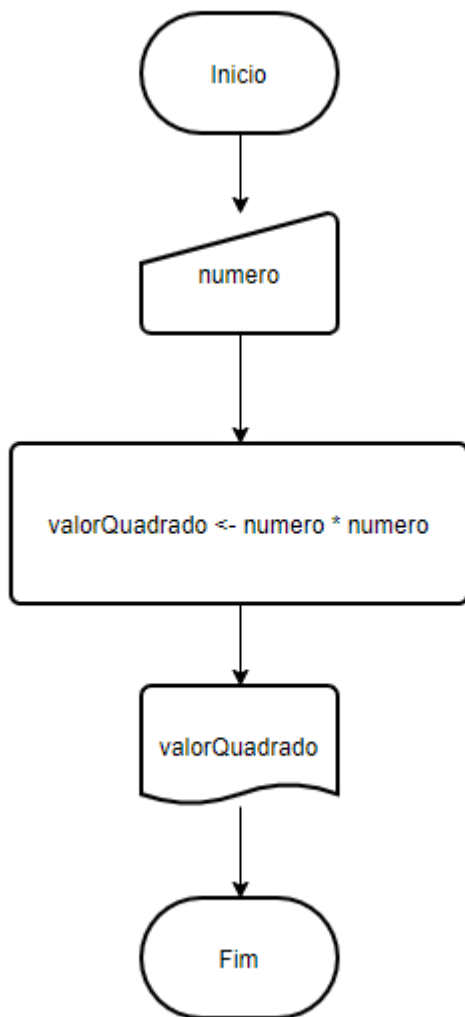 Inicio
numero
valorQuadrado <- numero * numero
valorQuadrado
Fim